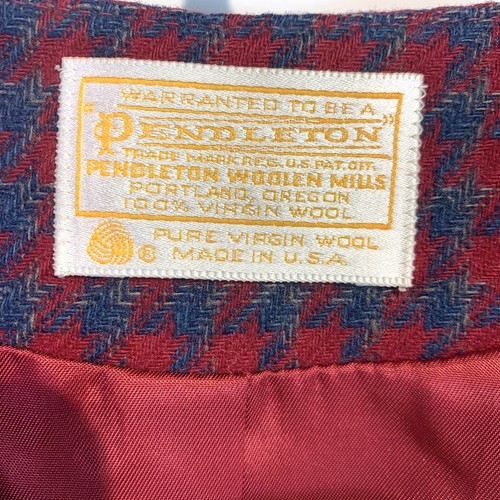 WARRANTED TO BE A
"PENDLETON"
TRADE MARK REG. U.S. PAT. OFF.
PENDLETON WOOLEN MILLS
PORTLAND, OREGON
100% VIRGIN WOOL
® PURE VIRGIN WOOL
MADE IN U.S.A.